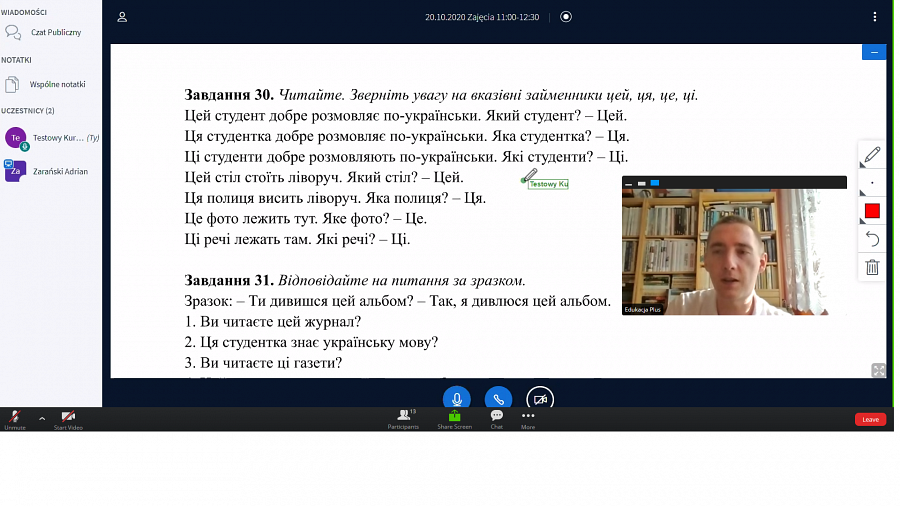 WIADOMOŚCI
Czat Publiczny
NOTATKI
Wspólne notatki
UCZESTNICY (2)
Te
Testowy Kur... (Ty)
Za
Zarański Adrian
20.10.2020 Zajęcia 11:00-12:30
Завдання 30. Читайте. Зверніть увагу на вказівні займенники цей, ця, це, ці.
Цей студент добре розмовляє по-українськи. Який студент? – Цей.
Ця студентка добре розмовляє по-українськи. Яка студентка? – Ця.
Ці студенти добре розмовляють по-українськи. Які студенти? – Ці.
Цей стіл стоїть ліворуч. Який стіл? – Цей.
Ця полиця висить ліворуч. Яка полиця? – Ця.
Це фото лежить тут. Яке фото? – Це.
Ці речі лежать там. Які речі? – Ці.
Testowy Ku
Edukacja Plus
Завдання 31. Відповідайте на питання за зразком.
Зразок: – Ти дивишся цей альбом? – Так, я дивлюся цей альбом.
1. Ви читаєте цей журнал?
2. Ця студентка знає українську мову?
3. Ви читаєте ці газети?
Unmute
Start Video
13
Participants
Share Screen
Chat
More
Leave